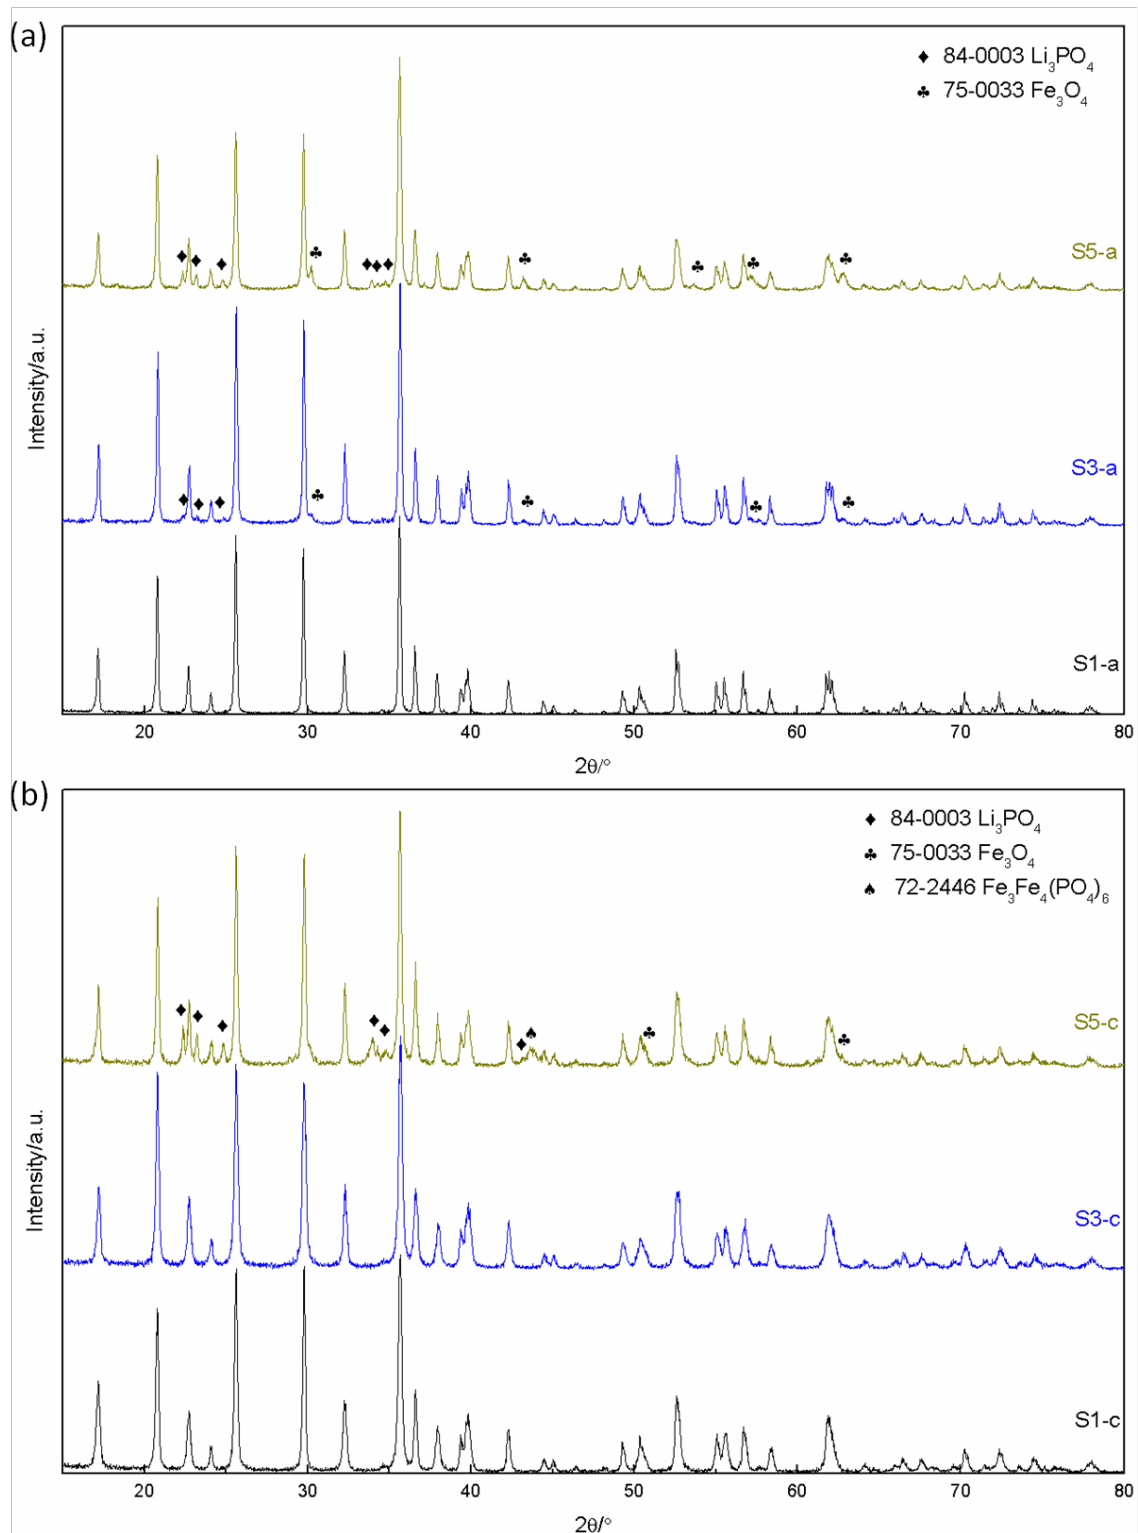 (a)
♦ 84-0003 Li₃PO₄
♣ 75-0033 Fe₃O₄
S5-a
S3-a
S1-a
Intensity/a.u.
20 30 40 50 60 70 80
2θ/°
(b)
♦ 84-0003 Li₃PO₄
♣ 75-0033 Fe₃O₄
♠ 72-2446 Fe₃Fe₄(PO₄)₆
S5-c
S3-c
S1-c
Intensity/a.u.
20 30 40 50 60 70 80
2θ/°